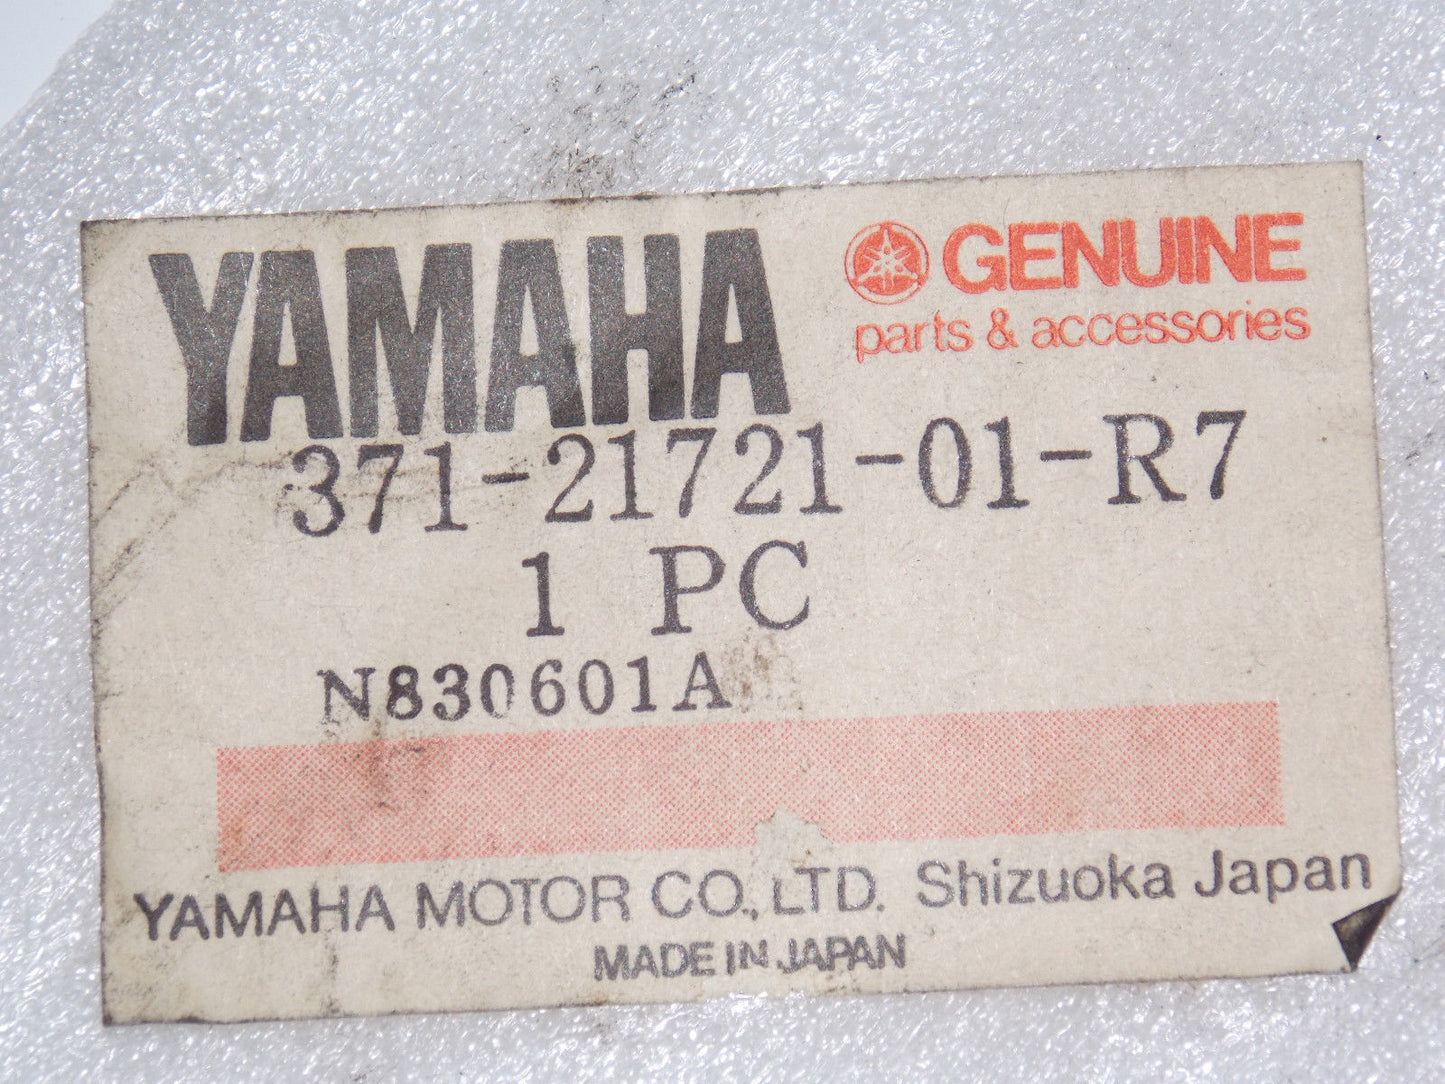 YAMAHA
GENUINE
parts & accessories
371-21721-01-R7
1 PC
N830601A
YAMAHA MOTOR CO., LTD. Shizuoka Japan
MADE IN JAPAN